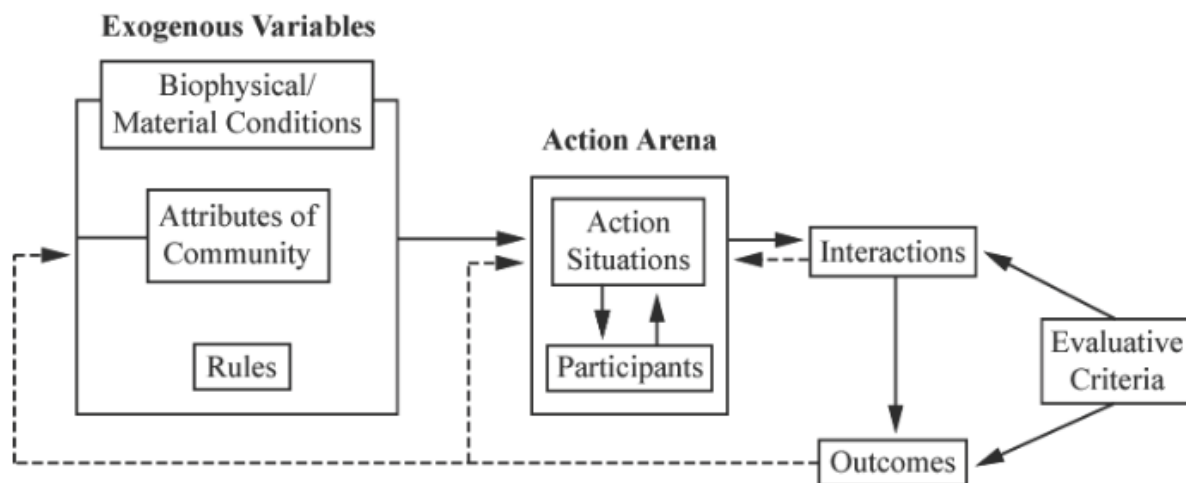 Exogenous Variables
Biophysical/
Material Conditions
Attributes of
Community
Rules
Action Arena
Action
Situations
Participants
Interactions
Outcomes
Evaluative
Criteria